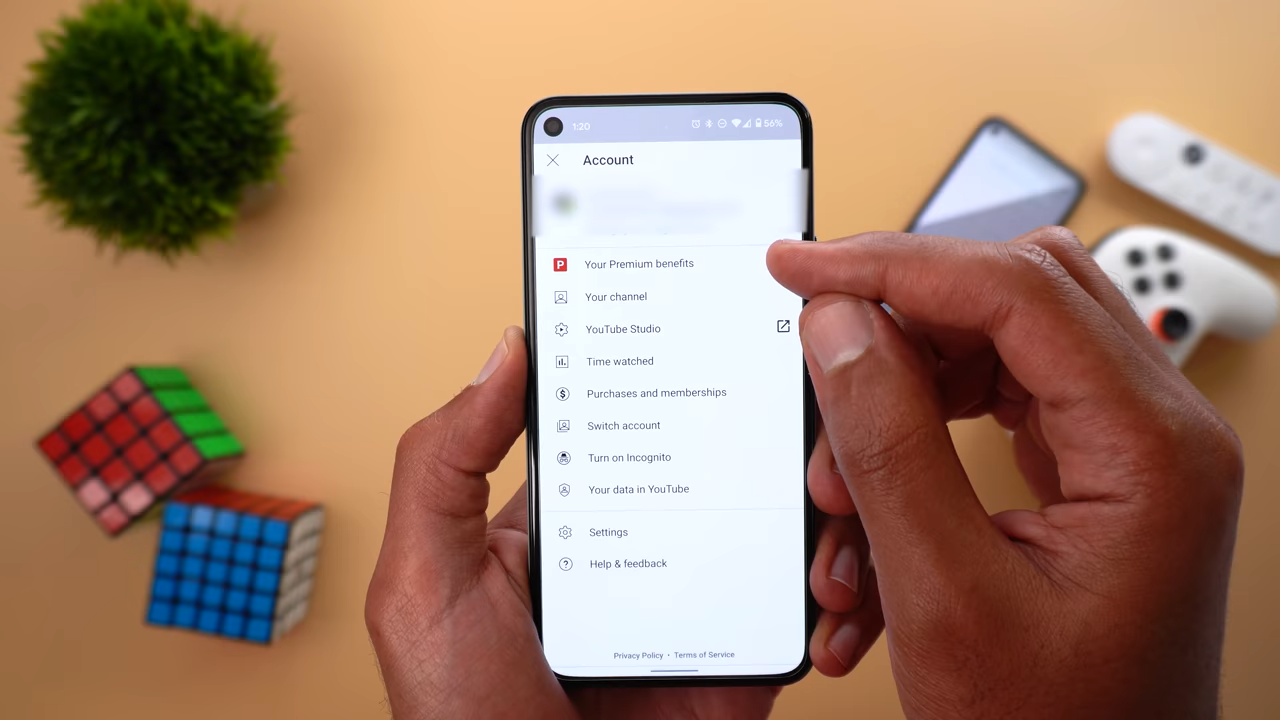 1:20 56%
Account
P Your Premium benefits
Your channel
YouTube Studio
Time watched
$ Purchases and memberships
Switch account
Turn on Incognito
Your data in YouTube
Settings
? Help & feedback
Privacy Policy • Terms of Service